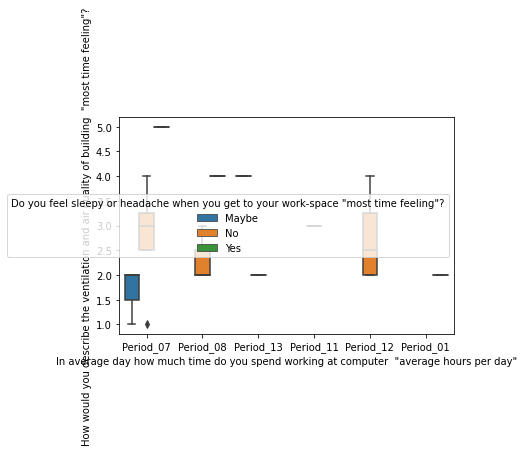 How would you describe the ventilation and air quality of building "most time feeling"?
5.0
4.5
4.0
3.5
3.0
2.5
2.0
1.5
1.0
Do you feel sleepy or headache when you get to your work-space "most time feeling"?
Maybe
No
Yes
Period_07 Period_08 Period_13 Period_11 Period_12 Period_01
In average day how much time do you spend working at computer "average hours per day"